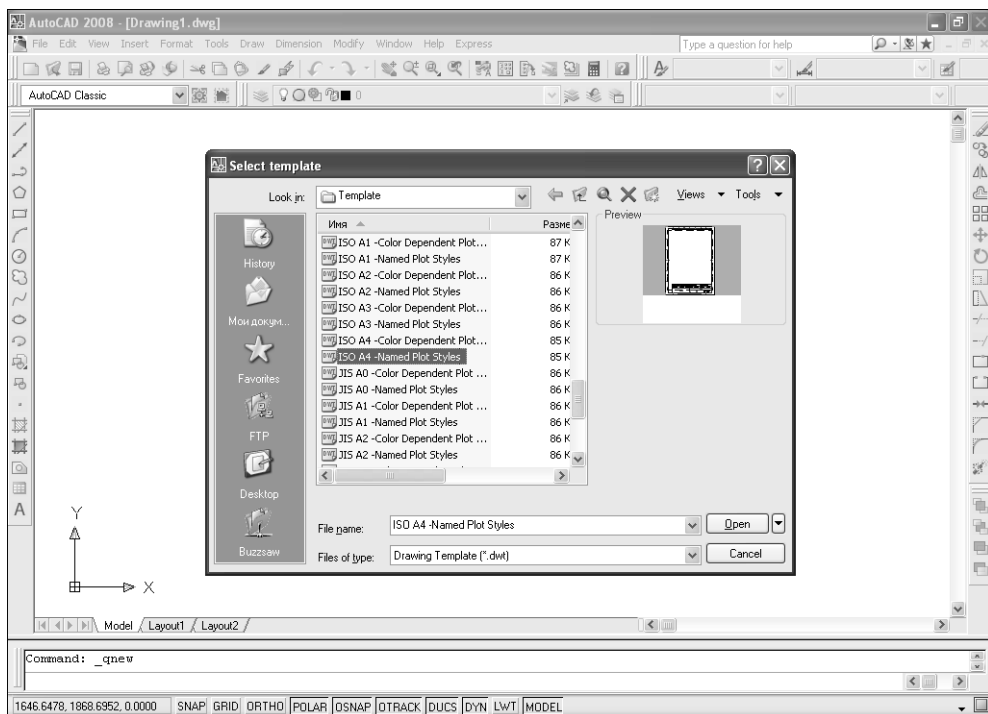 AutoCAD 2008 - [Drawing1.dwg]
File Edit View Insert Format Tools Draw Dimension Modify Window Help Express
Type a question for help
AutoCAD Classic
0
Select template
Look in:
Template
Views
Tools
History
Мои докум...
Favorites
FTP
Desktop
Buzzsaw
Имя
Разме
ISO A1 -Color Dependent Plot... 87 K
ISO A1 -Named Plot Styles 87 K
ISO A2 -Color Dependent Plot... 86 K
ISO A2 -Named Plot Styles 86 K
ISO A3 -Color Dependent Plot... 86 K
ISO A3 -Named Plot Styles 86 K
ISO A4 -Color Dependent Plot... 85 K
ISO A4 -Named Plot Styles 85 K
JIS A0 -Color Dependent Plot ... 86 K
JIS A0 -Named Plot Styles 86 K
JIS A1 -Color Dependent Plot ... 86 K
JIS A1 -Named Plot Styles 86 K
JIS A2 -Color Dependent Plot ... 86 K
JIS A2 -Named Plot Styles 86 K
Preview
File name:
ISO A4 -Named Plot Styles
Open
Files of type:
Drawing Template (*.dwt)
Cancel
Y
X
Model Layout1 Layout2
Command: _qnew
1646.6478, 1868.6952, 0.0000 SNAP GRID ORTHO POLAR OSNAP OTRACK DUCS DYN LWT MODEL